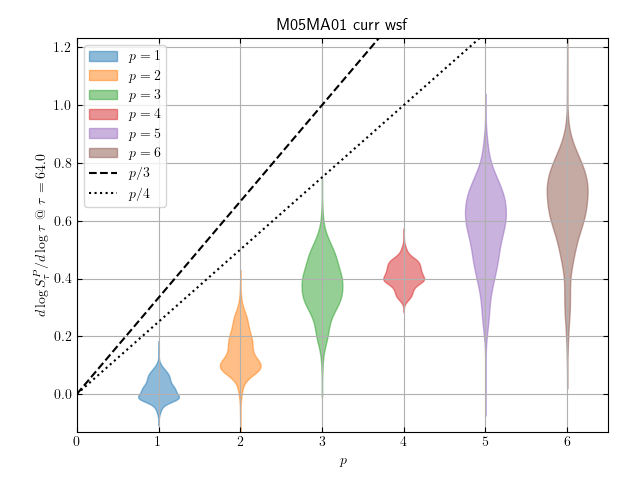 M05MA01 curr wsf
d log S_τ^P / d log τ @ τ = 64.0
1.2
1.0
0.8
0.6
0.4
0.2
0.0
p = 1
p = 2
p = 3
p = 4
p = 5
p = 6
p/3
p/4
0 1 2 3 4 5 6
p